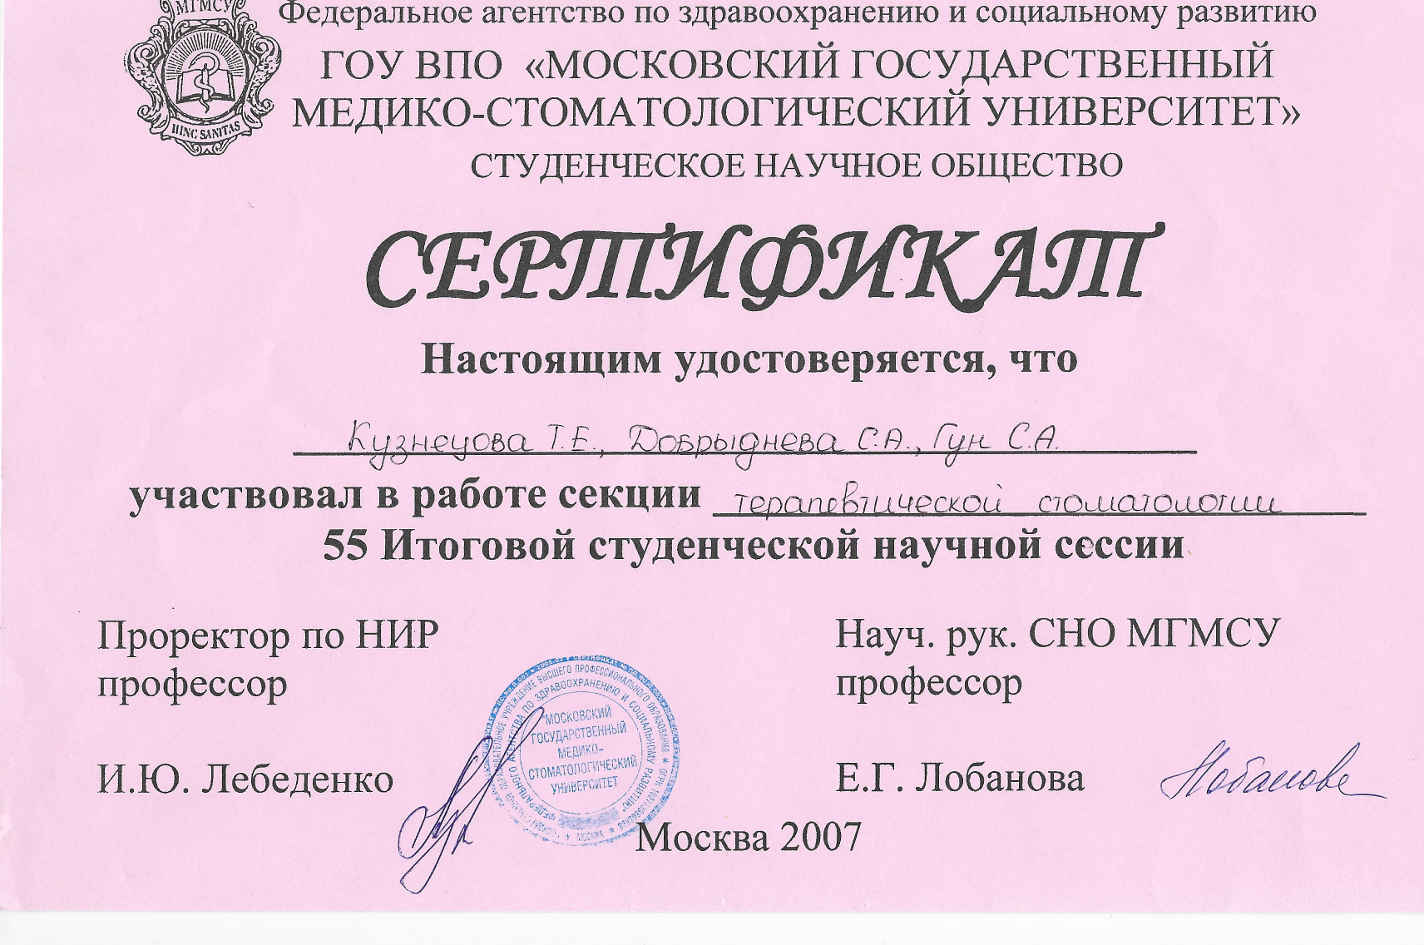 МГМСУ
HINC SANITAS
Федеральное агентство по здравоохранению и социальному развитию
ГОУ ВПО «МОСКОВСКИЙ ГОСУДАРСТВЕННЫЙ
МЕДИКО-СТОМАТОЛОГИЧЕСКИЙ УНИВЕРСИТЕТ»
СТУДЕНЧЕСКОЕ НАУЧНОЕ ОБЩЕСТВО
СЕРТИФИКАТ
Настоящим удостоверяется, что
Кузнецова Т.Е., Добрыднева С.А., Гун С.А.
участвовал в работе секции терапевтической стоматологии
55 Итоговой студенческой научной сессии
Проректор по НИР
профессор
И.Ю. Лебеденко
Науч. рук. СНО МГМСУ
профессор
Е.Г. Лобанова
Лобанова
МОСКОВСКИЙ
ГОСУДАРСТВЕННЫЙ
МЕДИКО-
СТОМАТОЛОГИЧЕСКИЙ
УНИВЕРСИТЕТ
Москва 2007